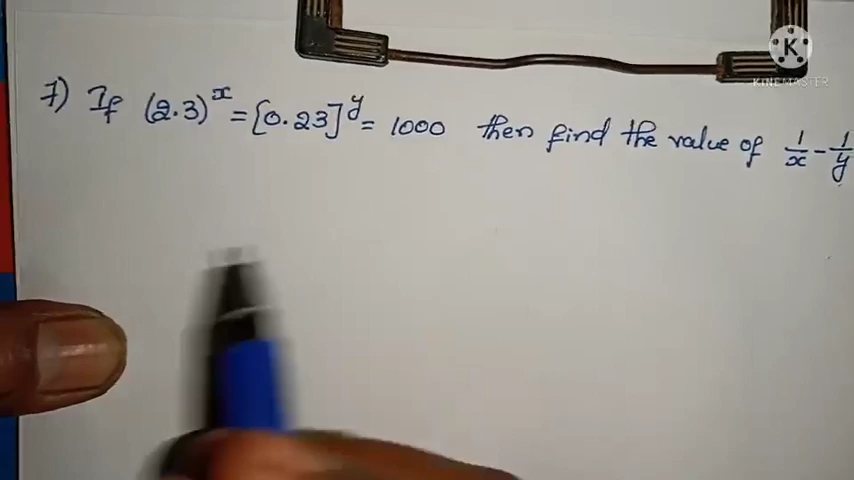 7) If (2.3)^x = [0.23]^y = 1000 then find the value of 1/x - 1/y
K
KINEMASTER